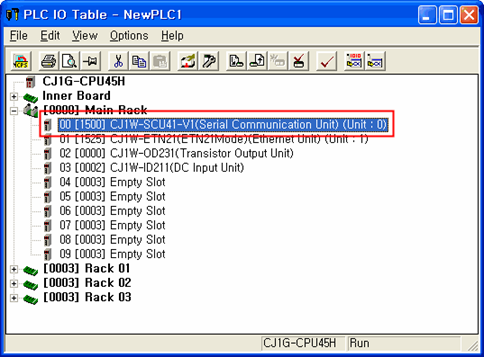 PLC IO Table - NewPLC1
File Edit View Options Help
CJ1G-CPU45H
Inner Board
[0000] Main Rack
00 [1500] CJ1W-SCU41-V1(Serial Communication Unit) (Unit : 0)
01 [1525] CJ1W-ETN21(ETN21Mode)(Ethernet Unit) (Unit : 1)
02 [0000] CJ1W-OD231(Transistor Output Unit)
03 [0002] CJ1W-ID211(DC Input Unit)
04 [0003] Empty Slot
05 [0003] Empty Slot
06 [0003] Empty Slot
07 [0003] Empty Slot
08 [0003] Empty Slot
09 [0003] Empty Slot
[0003] Rack 01
[0003] Rack 02
[0003] Rack 03
CJ1G-CPU45H Run